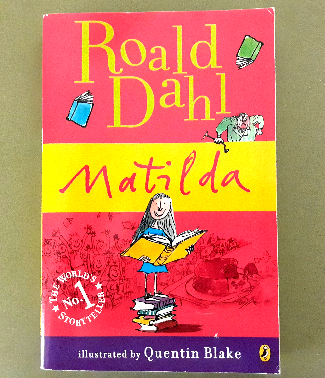 Roald
Dahl
Matilda
THE WORLD'S
No.1
STORYTELLER
illustrated by Quentin Blake